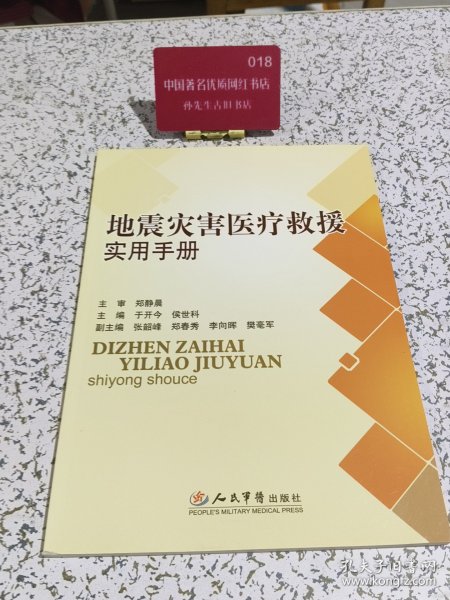 018
中国著名优质网红书店
孙先生古旧书店
地震灾害医疗救援
实用手册
主 审 郑静晨
主 编 于开今 侯世科
副主编 张韶峰 郑春秀 李向晖 樊毫军
DIZHEN ZAIHAI
YILIAO JIUYUAN
shiyong shouce
人民军医出版社
PEOPLE'S MILITARY MEDICAL PRESS
孔夫子旧书网
www.kongfz.com